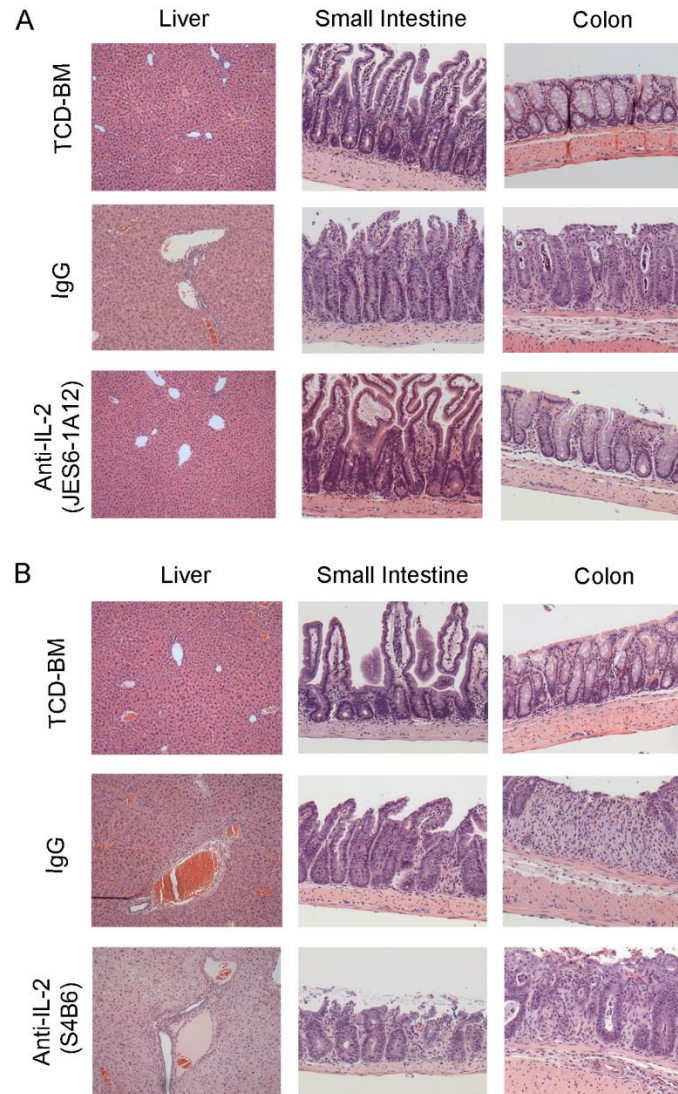 A
Liver
Small Intestine
Colon
TCD-BM
IgG
Anti-IL-2
(JES6-1A12)
B
Liver
Small Intestine
Colon
TCD-BM
IgG
Anti-IL-2
(S4B6)